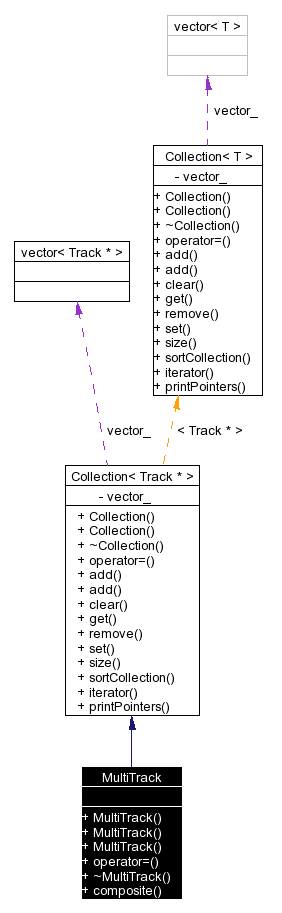 vector< T >
vector_
Collection< T >
- vector_
+ Collection()
+ Collection()
+ ~Collection()
+ operator=()
+ add()
+ add()
+ clear()
+ get()
+ remove()
+ set()
+ size()
+ sortCollection()
+ iterator()
+ printPointers()
vector< Track * >
vector_
< Track * >
Collection< Track * >
- vector_
+ Collection()
+ Collection()
+ ~Collection()
+ operator=()
+ add()
+ add()
+ clear()
+ get()
+ remove()
+ set()
+ size()
+ sortCollection()
+ iterator()
+ printPointers()
MultiTrack
+ MultiTrack()
+ MultiTrack()
+ MultiTrack()
+ operator=()
+ ~MultiTrack()
+ composite()